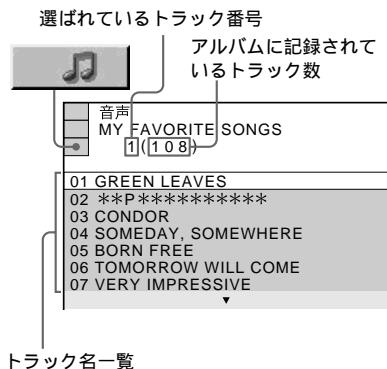 選ばれているトラック番号
アルバムに記録されて
いるトラック数
音声
MY FAVORITE SONGS
1(108)
01 GREEN LEAVES
02 **P**********
03 CONDOR
04 SOMEDAY, SOMEWHERE
05 BORN FREE
06 TOMORROW WILL COME
07 VERY IMPRESSIVE
トラック名一覧